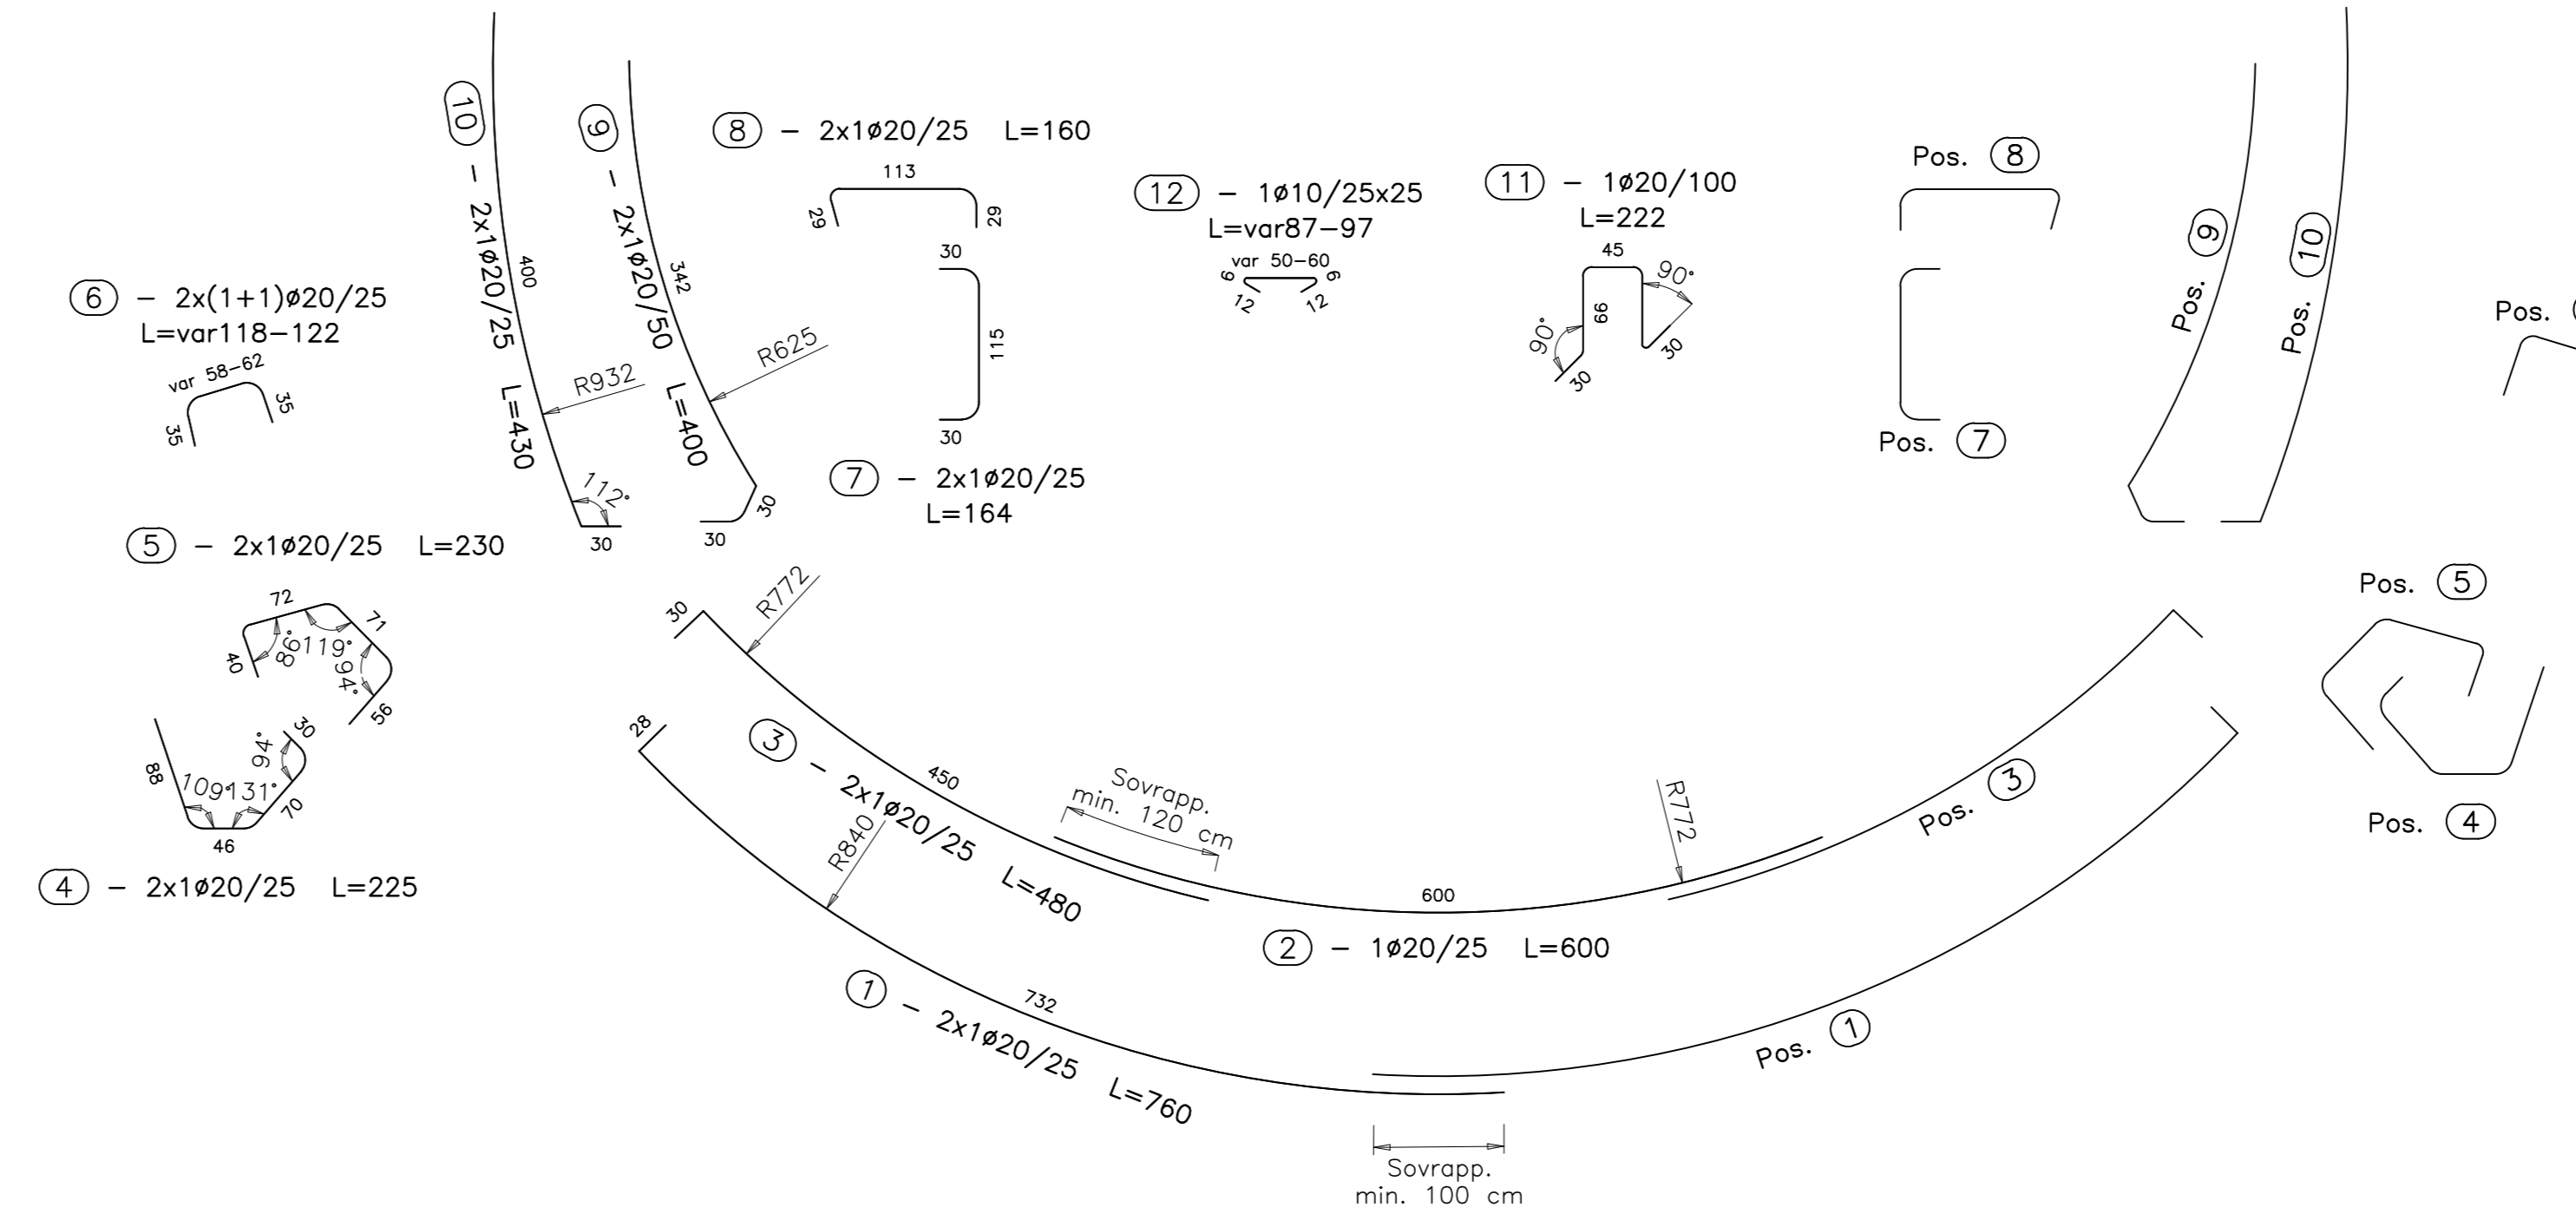 10 - 2x1ø20/25 L=430
400
R932
112°
30
9 - 2x1ø20/50 L=400
342
R625
30
30
8 - 2x1ø20/25 L=160
113
29
29
30
115
30
7 - 2x1ø20/25
L=164
12 - 1ø10/25x25
L=var87-97
var 50-60
6
6
12
12
11 - 1ø20/100
L=222
45
90°
66
90°
30
30
Pos. 8
Pos. 7
Pos. 9
Pos. 10
Pos.
6 - 2x(1+1)ø20/25
L=var118-122
var 58-62
35
35
5 - 2x1ø20/25 L=230
72
71
86°
119°
94°
40
56
30
94°
88
109°
131°
70
46
4 - 2x1ø20/25 L=225
30
R772
28
3 - 2x1ø20/25 L=480
450
Sovrapp.
min. 120 cm
R840
R772
600
2 - 1ø20/25 L=600
Pos. 3
1 - 2x1ø20/25 L=760
732
Pos. 1
Sovrapp.
min. 100 cm
Pos. 5
Pos. 4